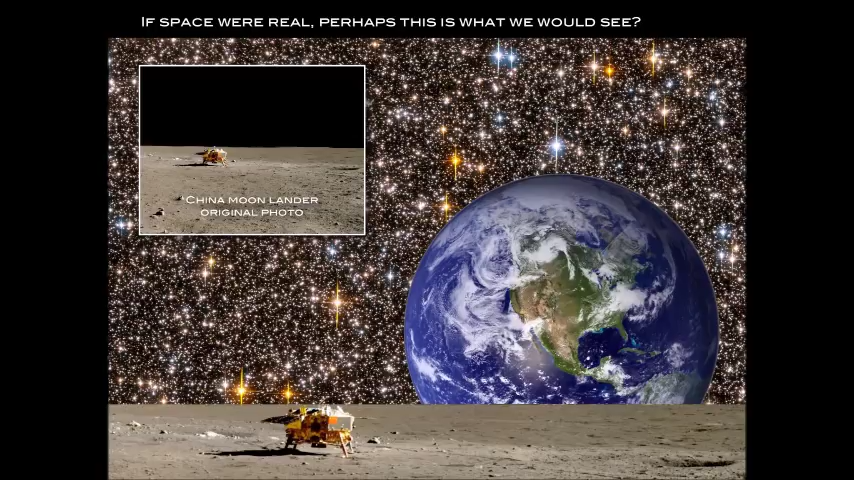 If space were real, perhaps this is what we would see?
*China moon lander
original photo